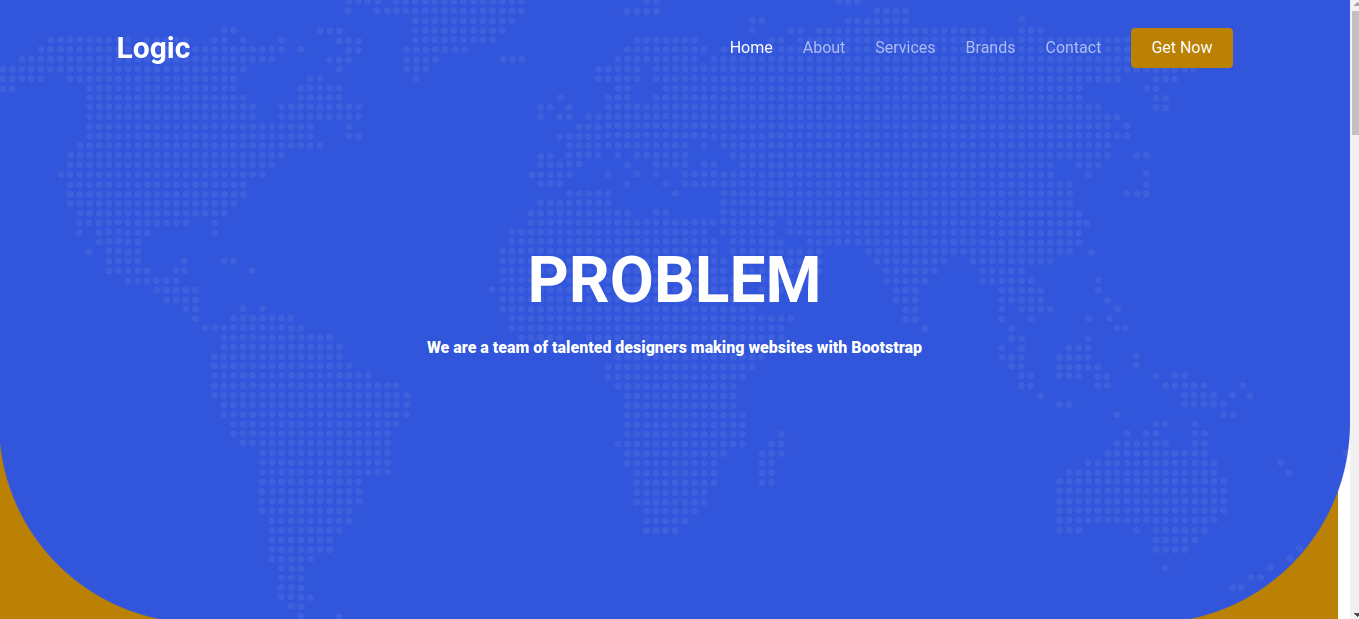 Logic
Home About Services Brands Contact Get Now
PROBLEM
We are a team of talented designers making websites with Bootstrap